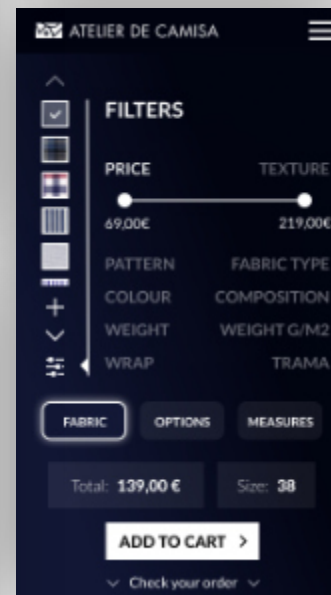 ATELIER DE CAMISA
FILTERS
PRICE TEXTURE
69,00€ 219,00€
PATTERN FABRIC TYPE
COLOUR COMPOSITION
WEIGHT WEIGHT G/M2
WRAP TRAMA
FABRIC OPTIONS MEASURES
Total: 139,00 € Size: 38
ADD TO CART >
Check your order